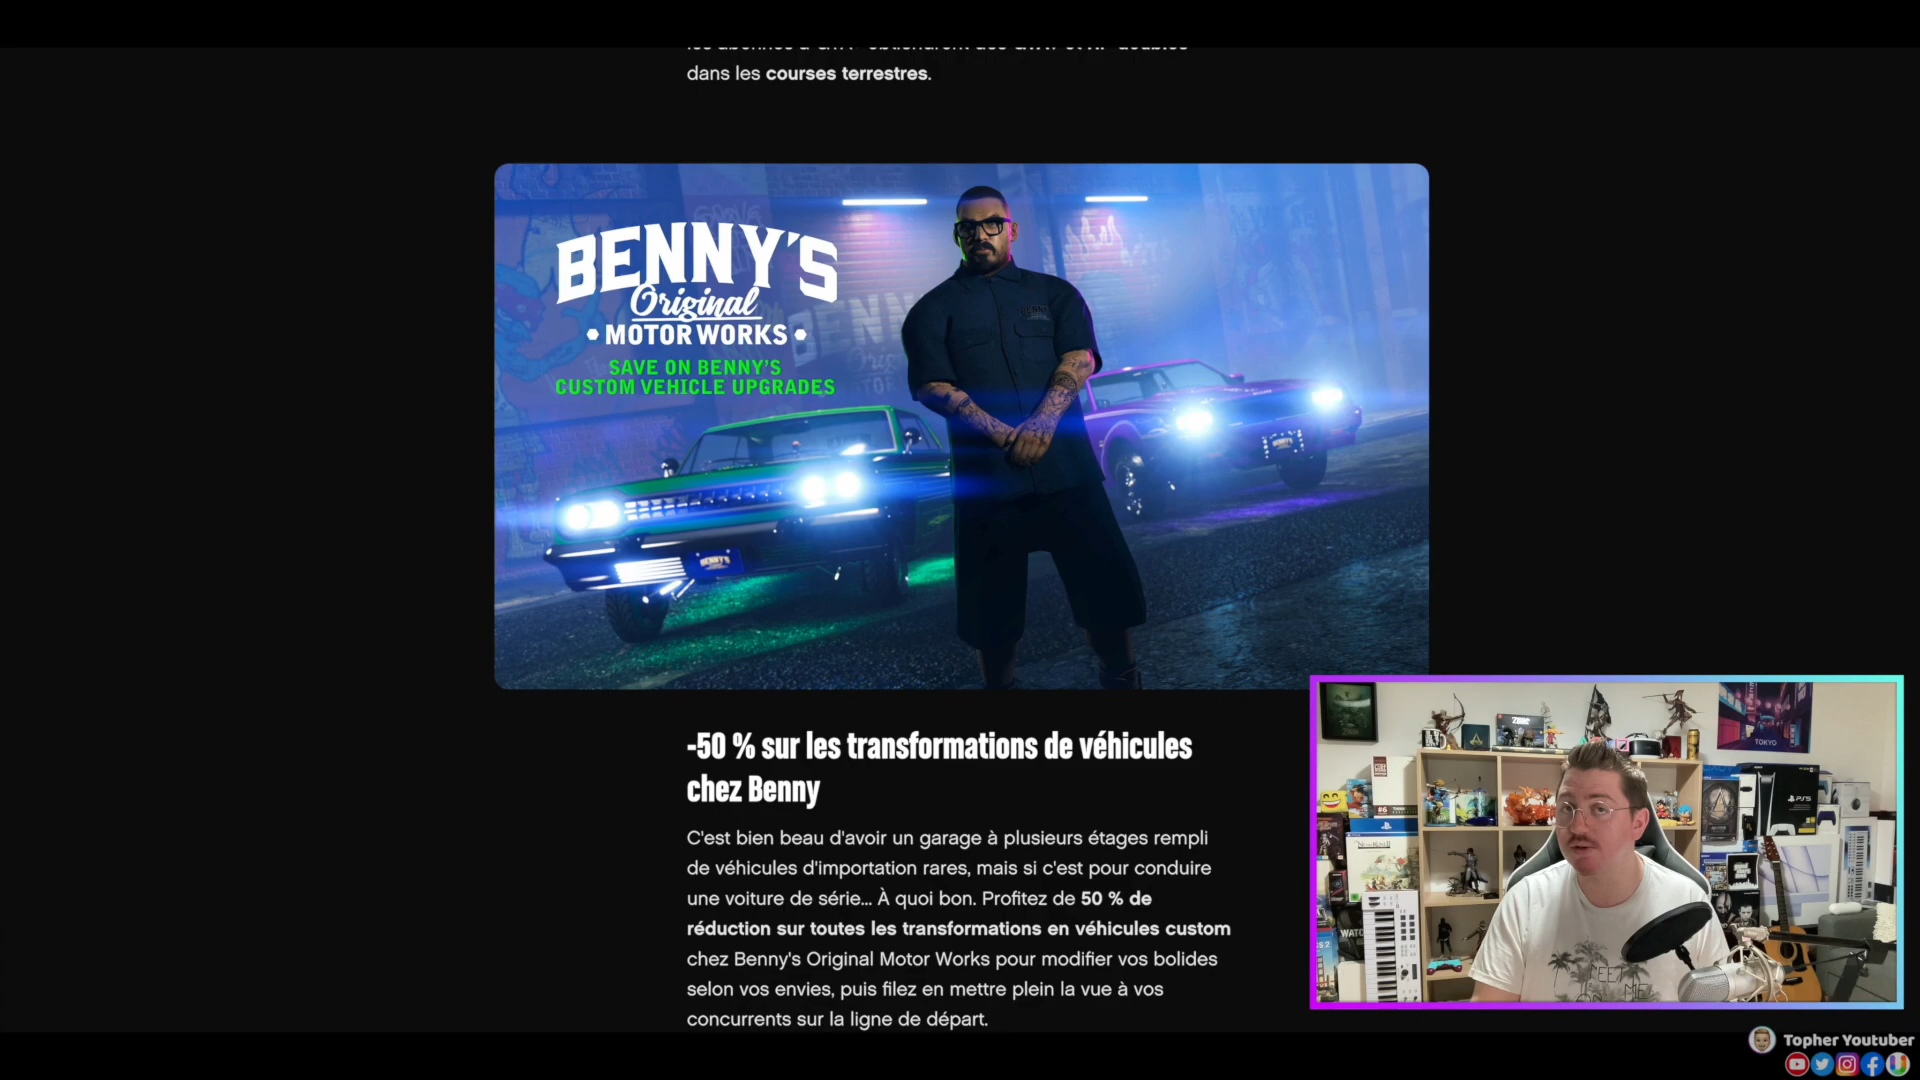 dans les courses terrestres.
BENNY'S
Original
• MOTOR WORKS •
SAVE ON BENNY'S
CUSTOM VEHICLE UPGRADES
BENNY'S
-50 % sur les transformations de véhicules
chez Benny
C'est bien beau d'avoir un garage à plusieurs étages rempli
de véhicules d'importation rares, mais si c'est pour conduire
une voiture de série... À quoi bon. Profitez de 50 % de
réduction sur toutes les transformations en véhicules custom
chez Benny's Original Motor Works pour modifier vos bolides
selon vos envies, puis filez en mettre plein la vue à vos
concurrents sur la ligne de départ.
TOKYO
PS5
#6
Topher Youtuber